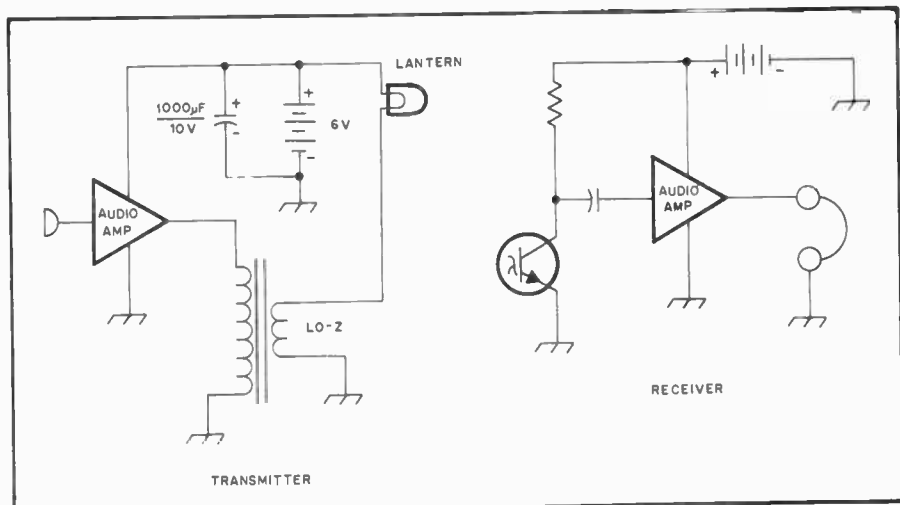 LANTERN
1000µF
10V
+
-
+
6V
-
AUDIO
AMP
LO-Z
TRANSMITTER
+
-
AUDIO
AMP
λ
RECEIVER